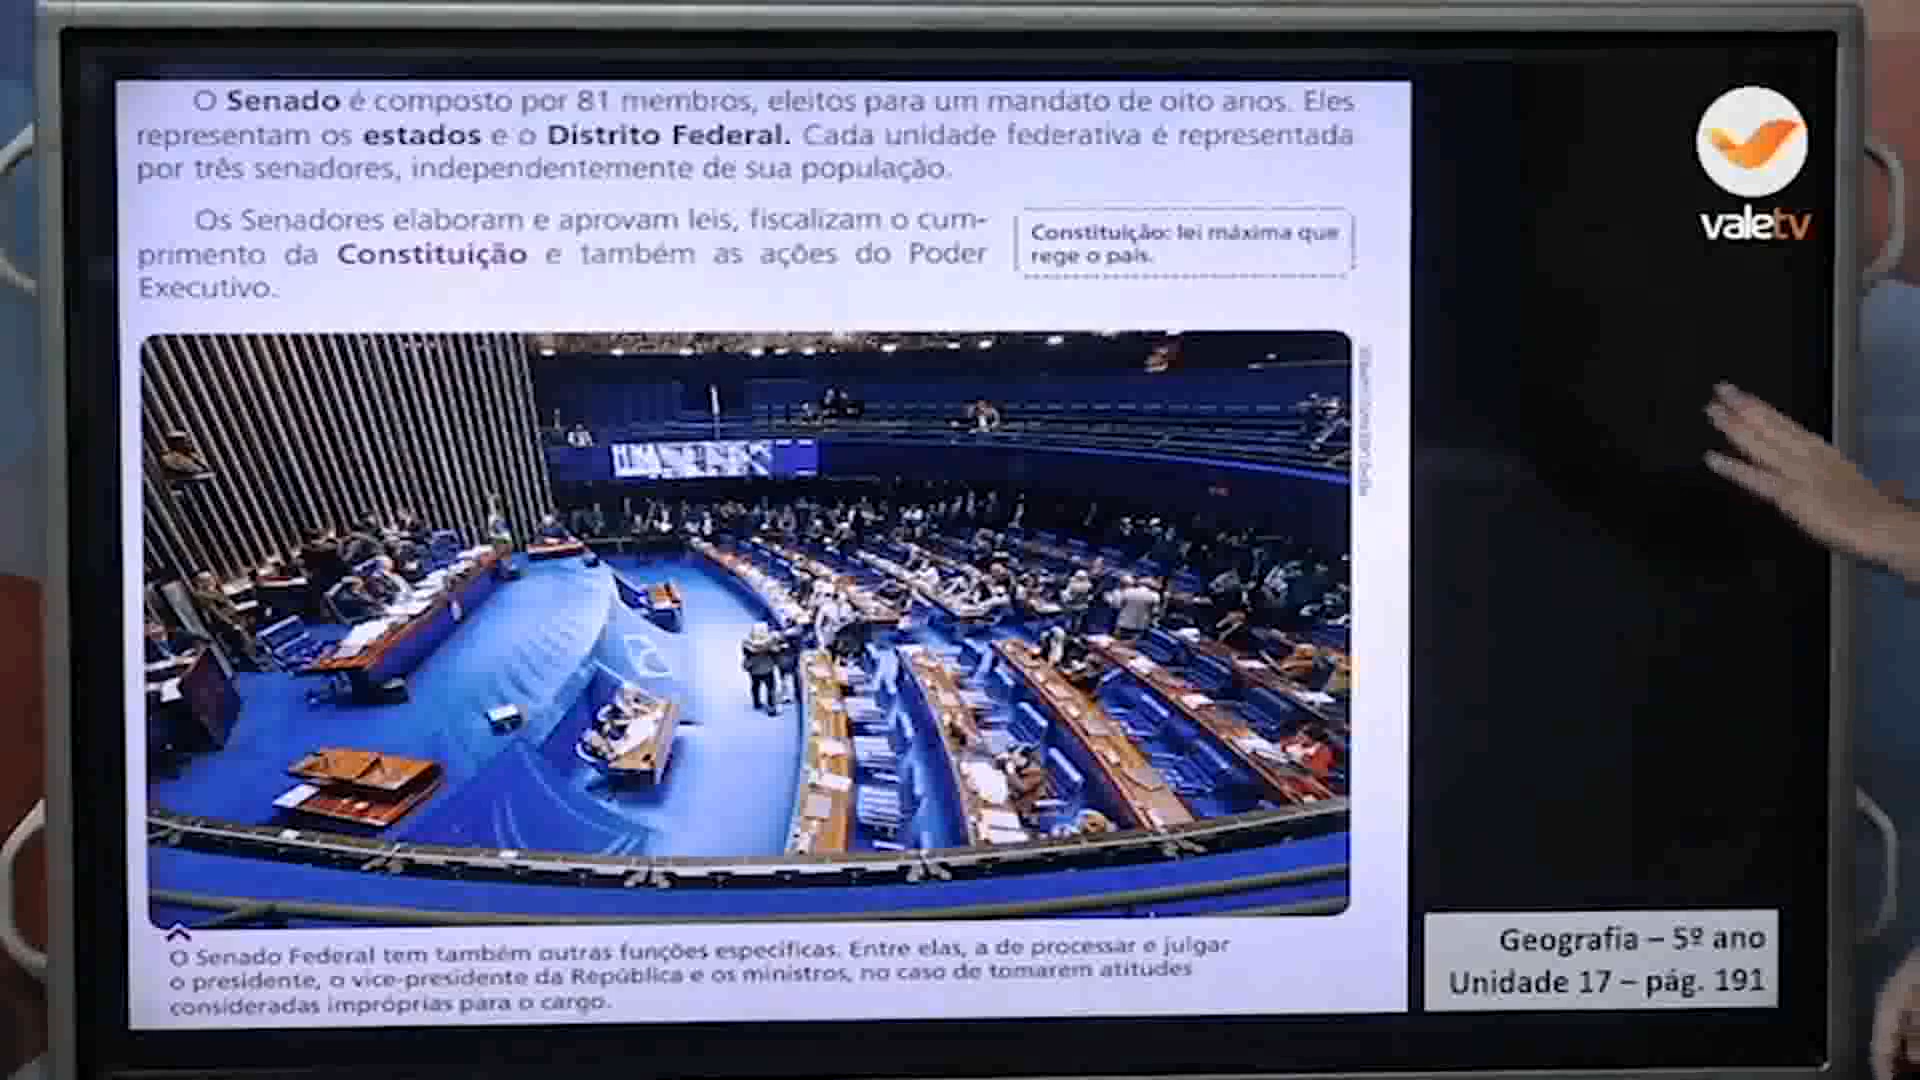 O Senado é composto por 81 membros, eleitos para um mandato de oito anos. Eles
representam os estados e o Distrito Federal. Cada unidade federativa é representada
por três senadores, independentemente de sua população.
Os Senadores elaboram e aprovam leis, fiscalizam o cum-
primento da Constituição e também as ações do Poder
Executivo.
Constituição: lei máxima que
rege o país.
O Senado Federal tem também outras funções específicas. Entre elas, a de processar e julgar
o presidente, o vice-presidente da República e os ministros, no caso de tomarem atitudes
consideradas impróprias para o cargo.
valetv
Geografia – 5º ano
Unidade 17 – pág. 191